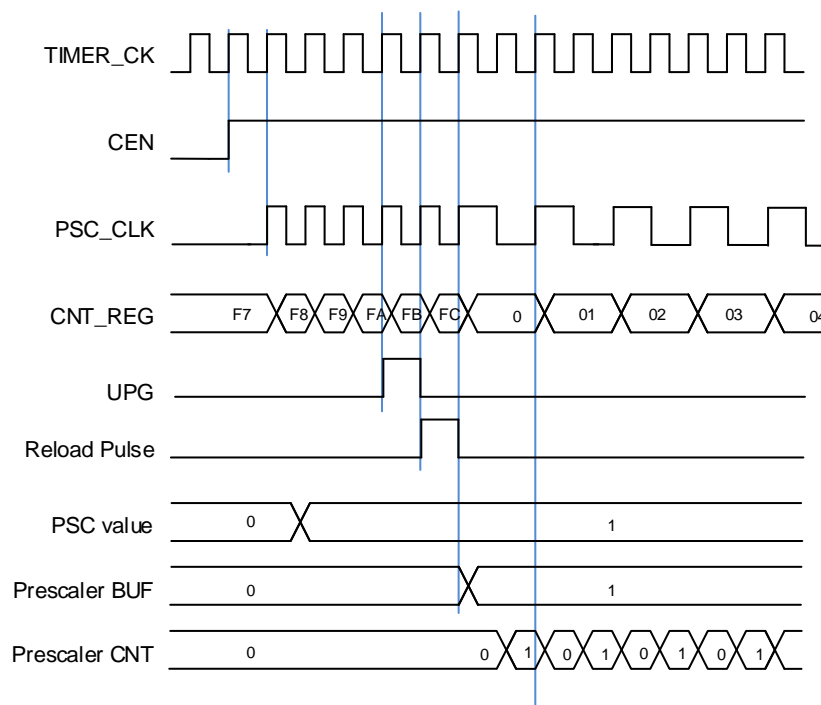 TIMER_CK
CEN
PSC_CLK
CNT_REG F7 F8 F9 FA FB FC 0 01 02 03 04
UPG
Reload Pulse
PSC value 0 1
Prescaler BUF 0 1
Prescaler CNT 0 0 1 0 1 0 1 0 1